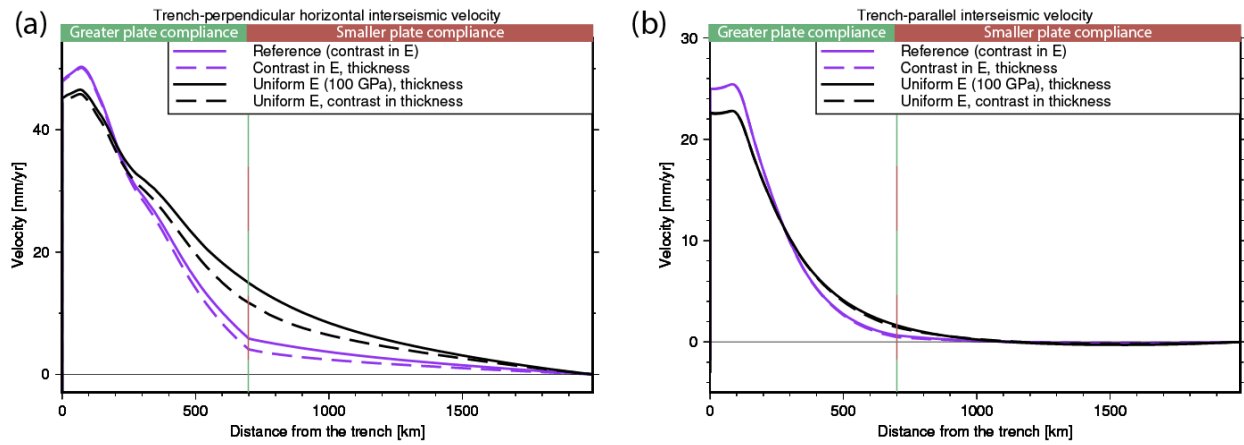 (a)
Trench-perpendicular horizontal interseismic velocity
Greater plate compliance
Smaller plate compliance
Reference (contrast in E)
Contrast in E, thickness
Uniform E (100 GPa), thickness
Uniform E, contrast in thickness
Velocity [mm/yr]
40
20
0
0
500
1000
1500
Distance from the trench [km]
(b)
Trench-parallel interseismic velocity
Greater plate compliance
Smaller plate compliance
Reference (contrast in E)
Contrast in E, thickness
Uniform E (100 GPa), thickness
Uniform E, contrast in thickness
Velocity [mm/yr]
30
20
10
0
0
500
1000
1500
Distance from the trench [km]